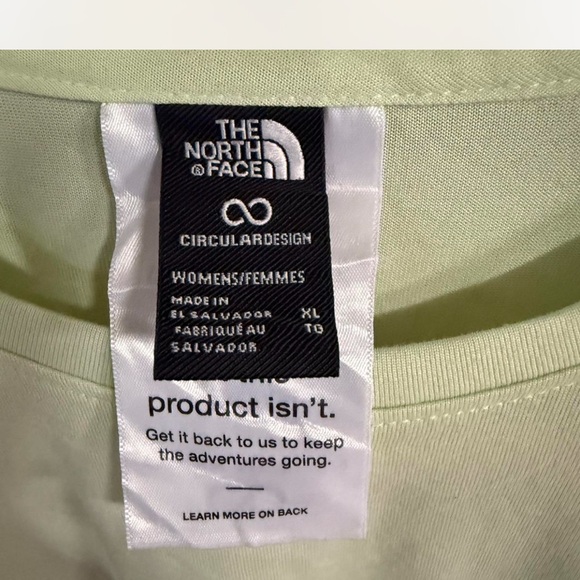 THE
NORTH
®FACE
CIRCULARDESIGN
WOMENS/FEMMES
MADE IN
EL SALVADOR XL
FABRIQUÉ AU TG
SALVADOR
this
product isn't.
Get it back to us to keep
the adventures going.
LEARN MORE ON BACK